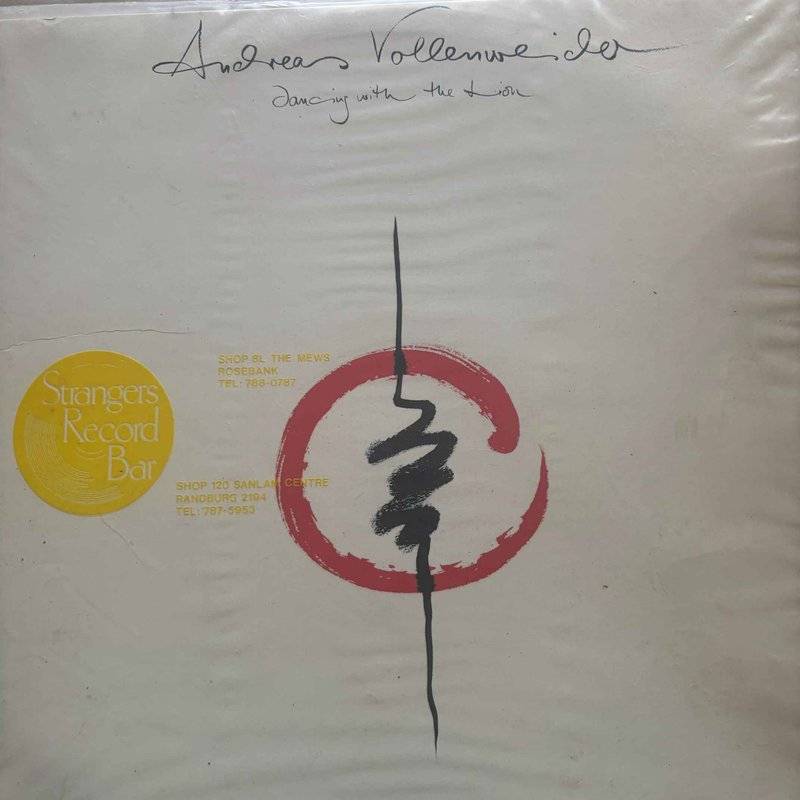 Andreas Vollenweider
dancing with the Lion
SHOP 8L THE MEWS
ROSEBANK
TEL: 788-0787
Strangers
Record
Bar
SHOP 120 SANLAM CENTRE
RANDBURG 2194
TEL: 787-5953